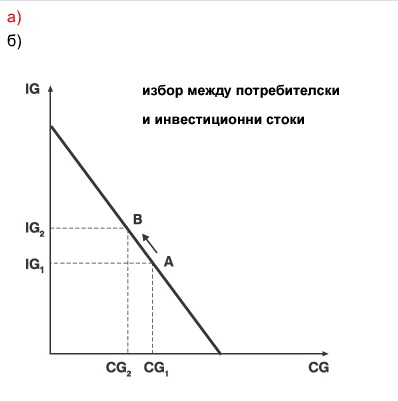 а)
б)
IG
избор между потребителски
и инвестиционни стоки
B
IG₂
A
IG₁
CG₂ CG₁ CG